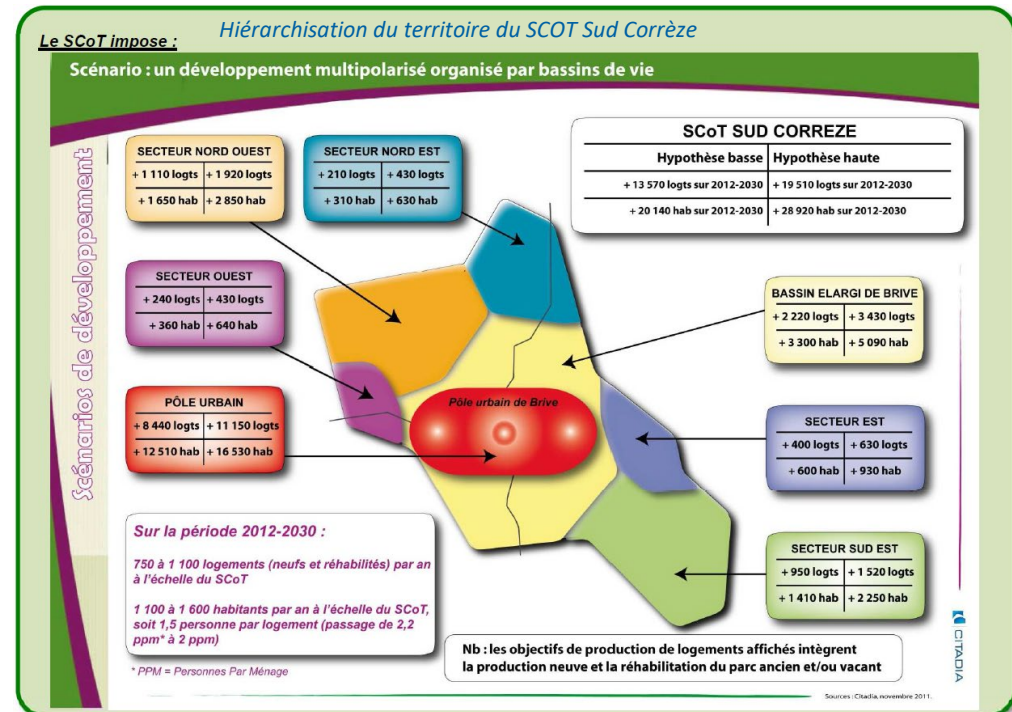 Hiérarchisation du territoire du SCOT Sud Corrèze
Le SCoT impose :
Scénario : un développement multipolarisé organisé par bassins de vie
Scénarios de développement
SECTEUR NORD OUEST
+ 1 110 logts + 1 920 logts
+ 1 650 hab + 2 850 hab
SECTEUR NORD EST
+ 210 logts + 430 logts
+ 310 hab + 630 hab
SCoT SUD CORREZE
Hypothèse basse Hypothèse haute
+ 13 570 logts sur 2012-2030 + 19 510 logts sur 2012-2030
+ 20 140 hab sur 2012-2030 + 28 920 hab sur 2012-2030
SECTEUR OUEST
+ 240 logts + 430 logts
+ 360 hab + 640 hab
BASSIN ELARGI DE BRIVE
+ 2 220 logts + 3 430 logts
+ 3 300 hab + 5 090 hab
PÔLE URBAIN
+ 8 440 logts + 11 150 logts
+ 12 510 hab + 16 530 hab
Pôle urbain de Brive
SECTEUR EST
+ 400 logts + 630 logts
+ 600 hab + 930 hab
SECTEUR SUD EST
+ 950 logts + 1 520 logts
+ 1 410 hab + 2 250 hab
Sur la période 2012-2030 :
750 à 1 100 logements (neufs et réhabilités) par an
à l'échelle du SCoT
1 100 à 1 600 habitants par an à l'échelle du SCoT,
soit 1,5 personne par logement (passage de 2,2
ppm* à 2 ppm)
* PPM = Personnes Par Ménage
Nb : les objectifs de production de logements affichés intègrent
la production neuve et la réhabilitation du parc ancien et/ou vacant
CITADIA
Sources : Citadia, novembre 2011.